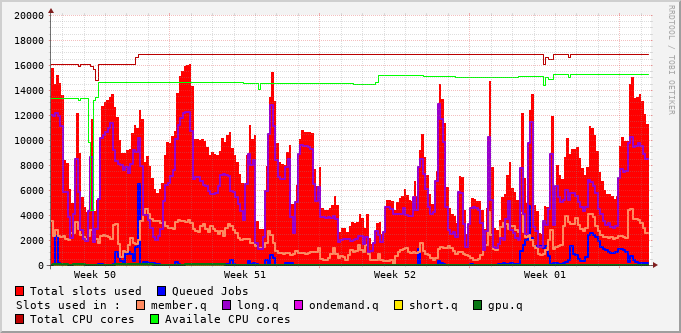 20000
18000
16000
14000
12000
10000
8000
6000
4000
2000
0
Week 50 Week 51 Week 52 Week 01
Total slots used Queued Jobs
Slots used in : member.q long.q ondemand.q short.q gpu.q
Total CPU cores Availale CPU cores
RRDTOOL / TOBI OETIKER